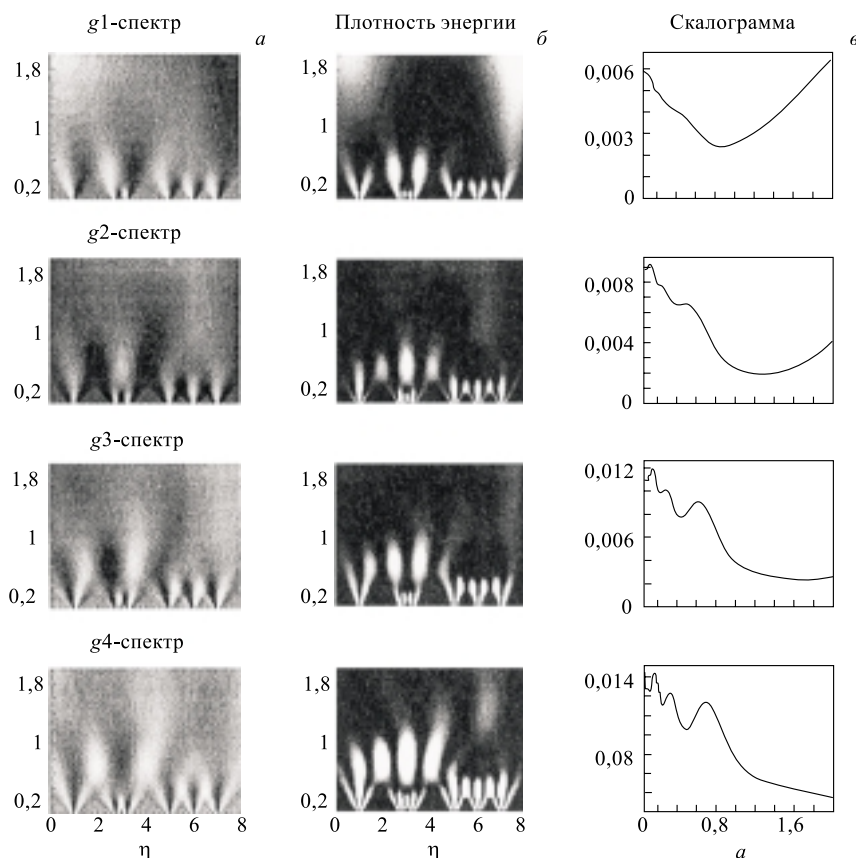 g1-спектр
а
Плотность энергии
б
Скалограмма
в
1,8
1
0,2
0,006
0,003
0
g2-спектр
1,8
1
0,2
0,008
0,004
0
g3-спектр
1,8
1
0,2
0,012
0,006
0
g4-спектр
1,8
1
0,2
0,014
0,08
0 2 4 6 8
η
1,8
1
0,2
1,8
1
0,2
1,8
1
0,2
1,8
1
0,2
0 2 4 6 8
η
0 0,8 1,6
a